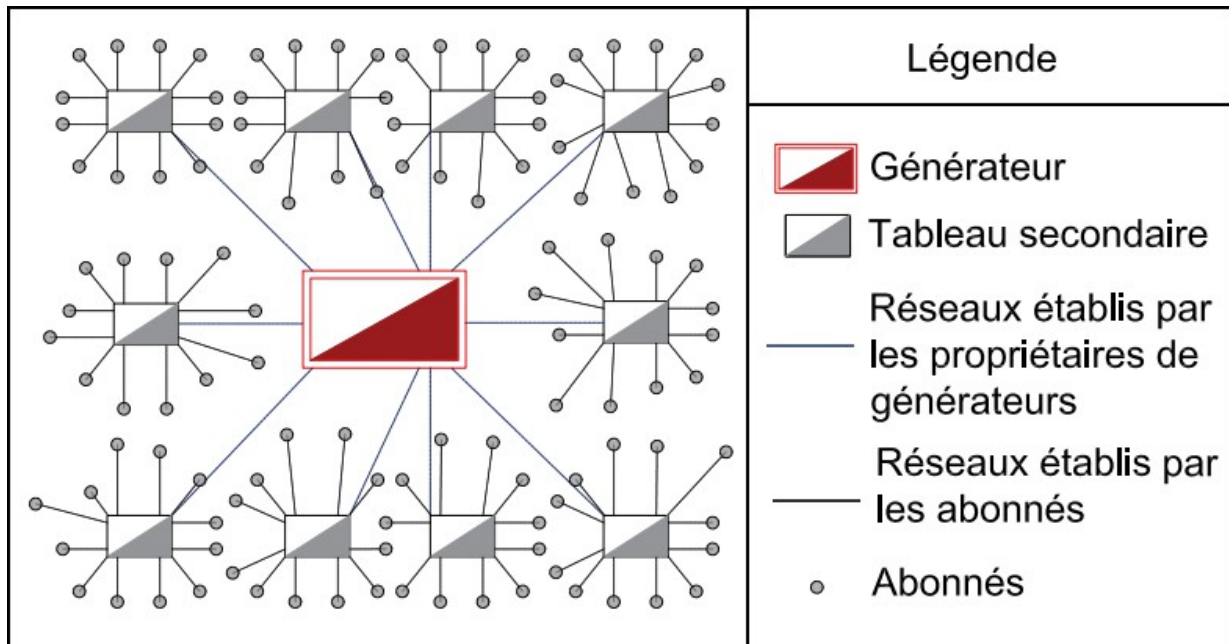 Légende
Générateur
Tableau secondaire
Réseaux établis par
les propriétaires de
générateurs
Réseaux établis par
les abonnés
Abonnés